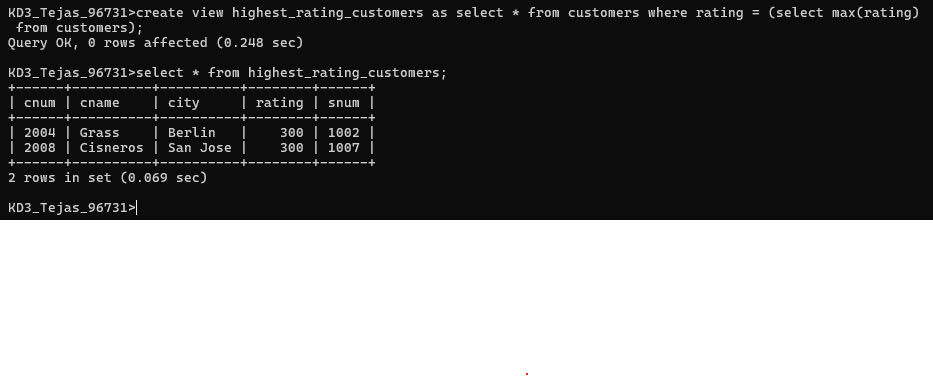 KD3_Tejas_96731>create view highest_rating_customers as select * from customers where rating = (select max(rating)
 from customers);
Query OK, 0 rows affected (0.248 sec)

KD3_Tejas_96731>select * from highest_rating_customers;
+------+----------+----------+--------+------+
| cnum | cname    | city     | rating | snum |
+------+----------+----------+--------+------+
| 2004 | Grass    | Berlin   |    300 | 1002 |
| 2008 | Cisneros | San Jose |    300 | 1007 |
+------+----------+----------+--------+------+
2 rows in set (0.069 sec)

KD3_Tejas_96731>